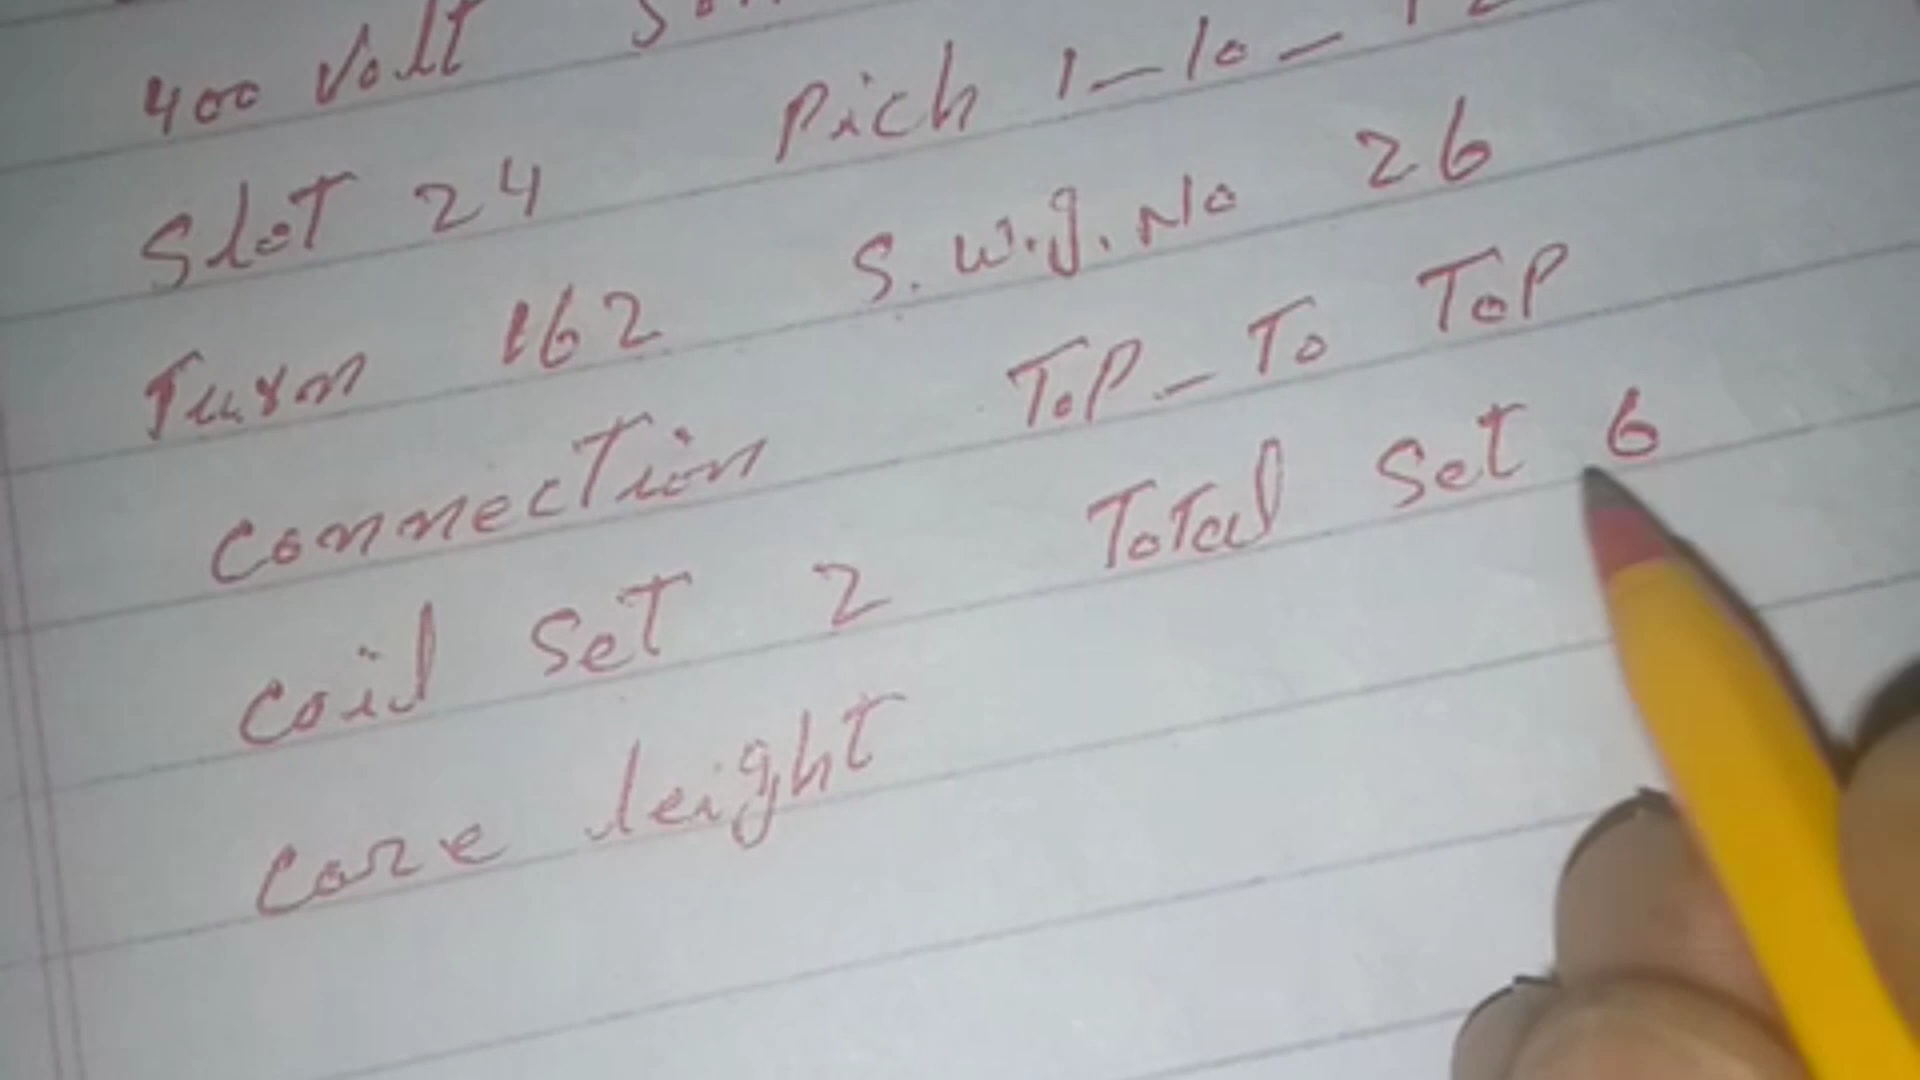 400 Volt
Pich 1-10-12
Slot 24
S.W.g.No 26
Turn 162
Connection Top-To Top
Coil Set 2 Total Set 6
Core leight